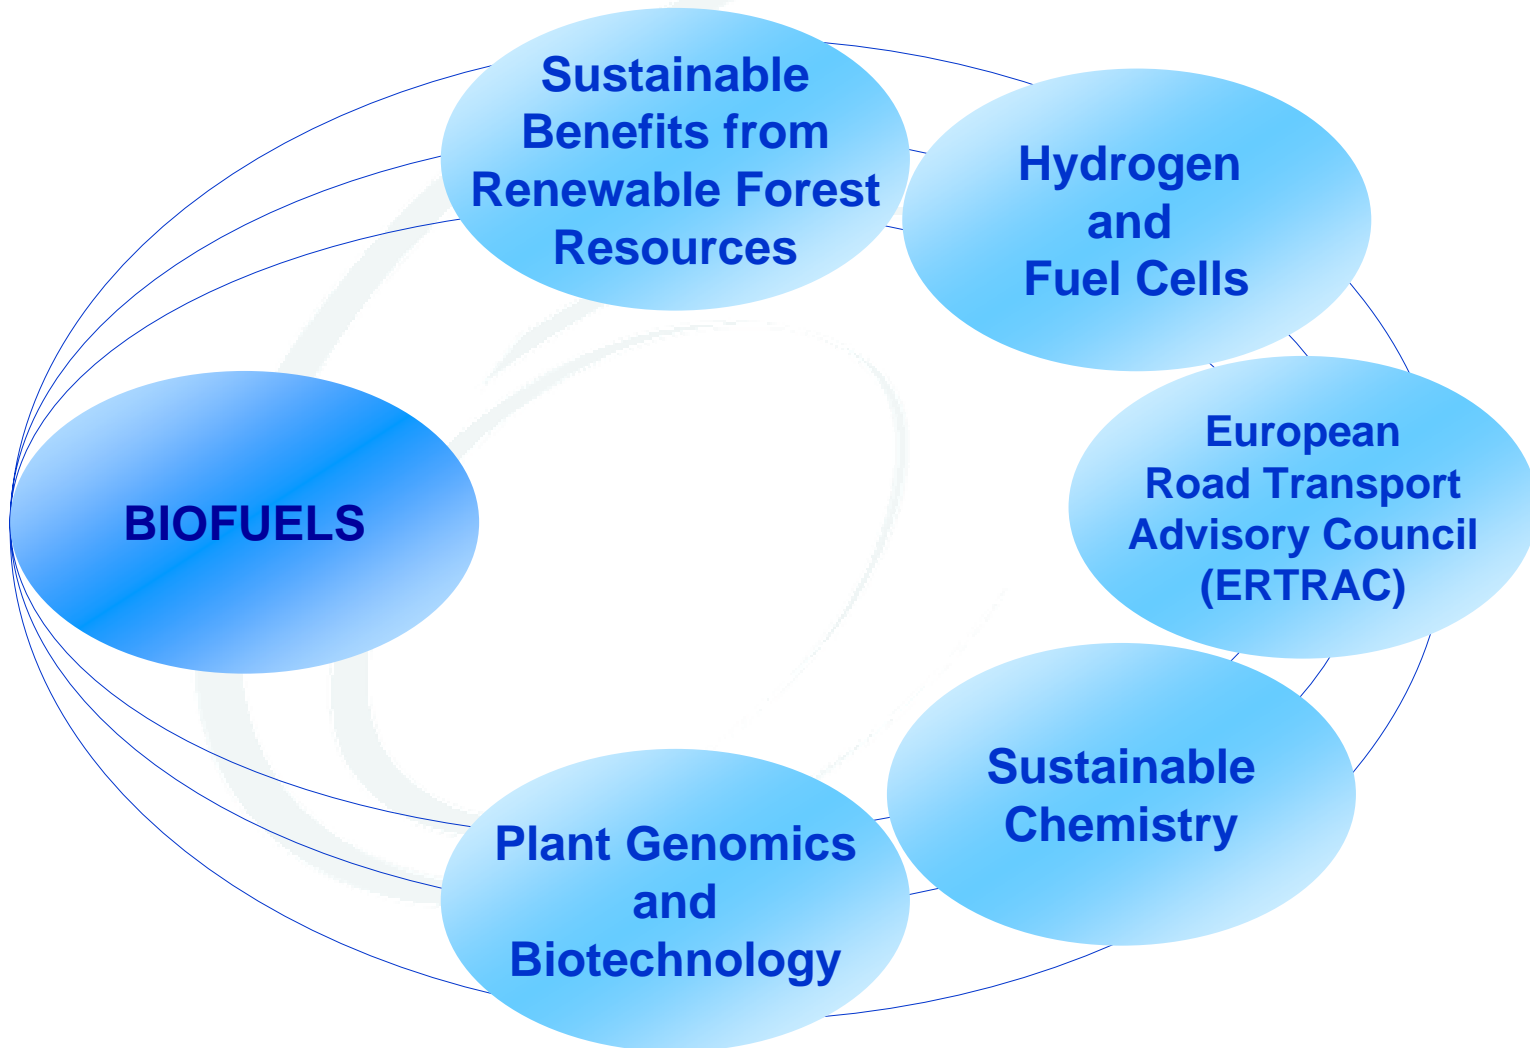 Sustainable
Benefits from
Renewable Forest
Resources
Hydrogen
and
Fuel Cells
European
Road Transport
Advisory Council
(ERTRAC)
BIOFUELS
Sustainable
Chemistry
Plant Genomics
and
Biotechnology